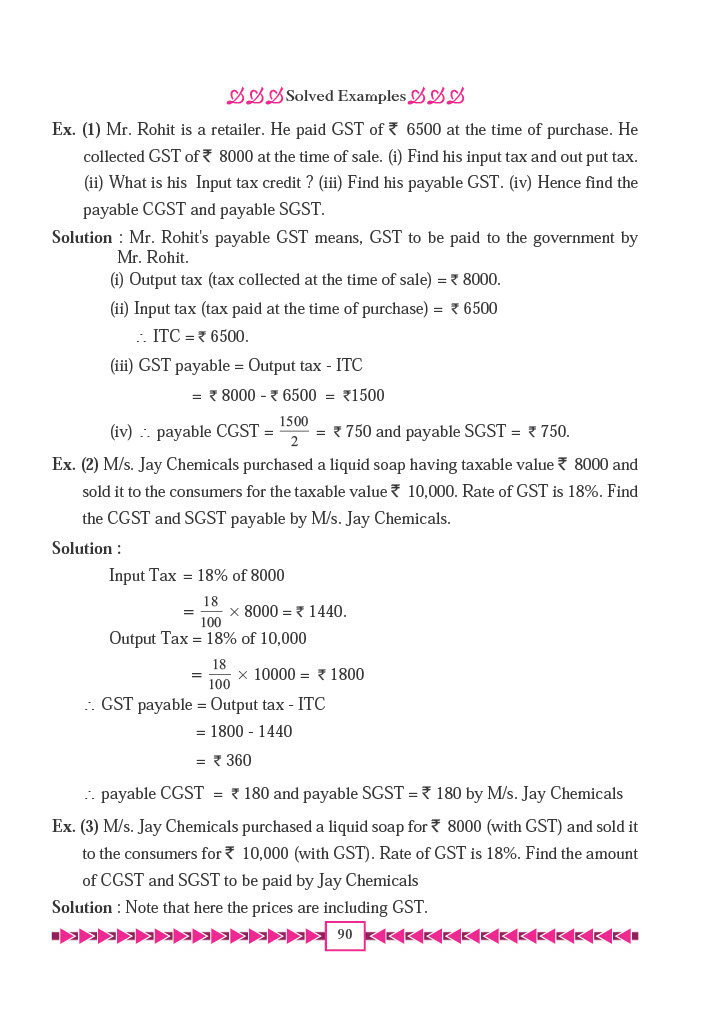 Solved Examples
Ex. (1) Mr. Rohit is a retailer. He paid GST of ₹ 6500 at the time of purchase. He
collected GST of ₹ 8000 at the time of sale. (i) Find his input tax and out put tax.
(ii) What is his Input tax credit ? (iii) Find his payable GST. (iv) Hence find the
payable CGST and payable SGST.
Solution : Mr. Rohit's payable GST means, GST to be paid to the government by
Mr. Rohit.
(i) Output tax (tax collected at the time of sale) = ₹ 8000.
(ii) Input tax (tax paid at the time of purchase) = ₹ 6500
∴ ITC = ₹ 6500.
(iii) GST payable = Output tax - ITC
= ₹ 8000 - ₹ 6500 = ₹1500
(iv) ∴ payable CGST = 1500/2 = ₹ 750 and payable SGST = ₹ 750.
Ex. (2) M/s. Jay Chemicals purchased a liquid soap having taxable value ₹ 8000 and
sold it to the consumers for the taxable value ₹ 10,000. Rate of GST is 18%. Find
the CGST and SGST payable by M/s. Jay Chemicals.
Solution :
Input Tax = 18% of 8000
= 18/100 × 8000 = ₹ 1440.
Output Tax = 18% of 10,000
= 18/100 × 10000 = ₹ 1800
∴ GST payable = Output tax - ITC
= 1800 - 1440
= ₹ 360
∴ payable CGST = ₹ 180 and payable SGST = ₹ 180 by M/s. Jay Chemicals
Ex. (3) M/s. Jay Chemicals purchased a liquid soap for ₹ 8000 (with GST) and sold it
to the consumers for ₹ 10,000 (with GST). Rate of GST is 18%. Find the amount
of CGST and SGST to be paid by Jay Chemicals
Solution : Note that here the prices are including GST.
90